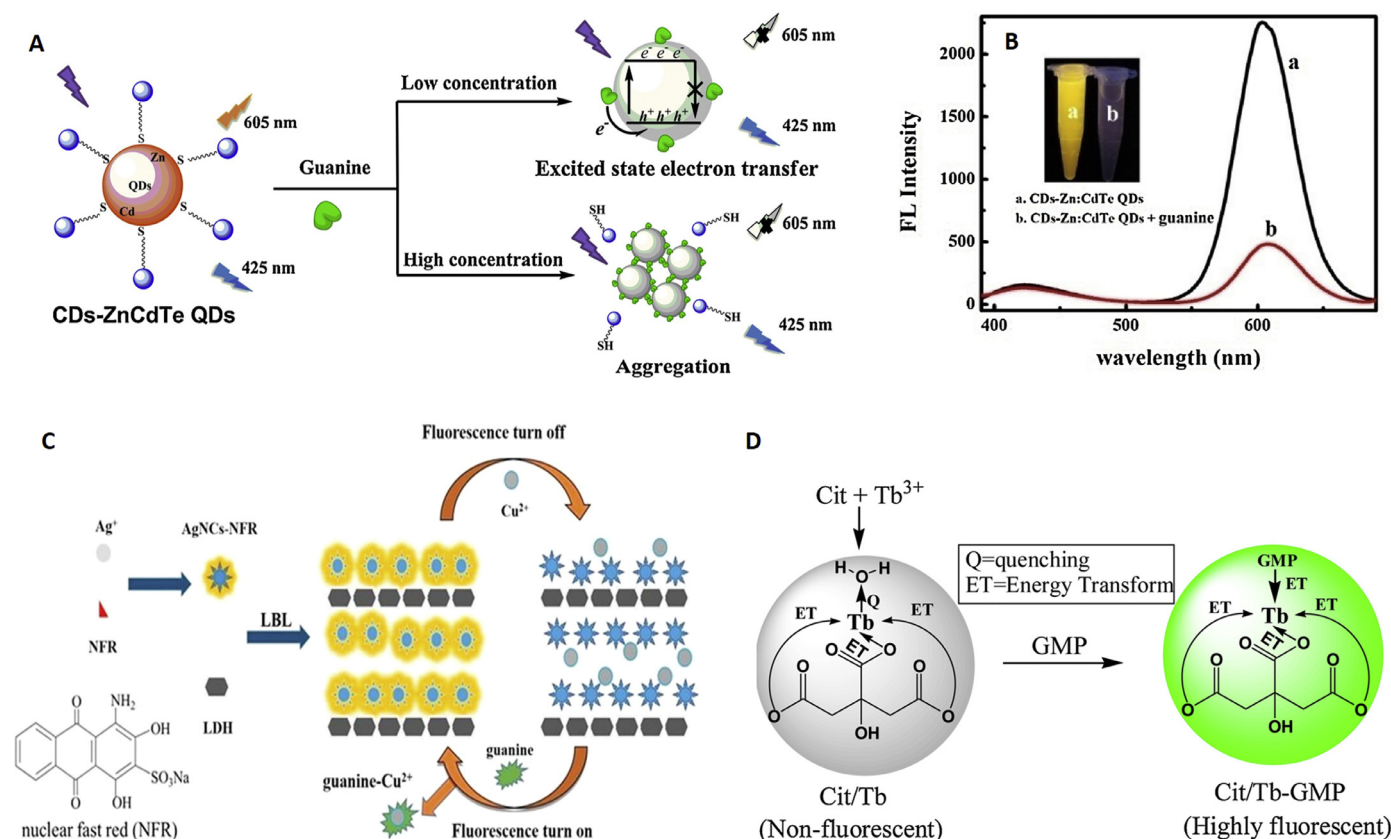 A
605 nm
Zn
S
S
S
S
S
S
QDs
Cd
425 nm
CDs-ZnCdTe QDs
Guanine
Low concentration
High concentration
e- e- e-
h+ h+ h+
e-
605 nm
425 nm
Excited state electron transfer
SH
SH
SH
SH
605 nm
425 nm
Aggregation
B
2000
1500
1000
500
0
FL Intensity
a
b
a
b
a. CDs-Zn:CdTe QDs
b. CDs-Zn:CdTe QDs + guanine
400
500
600
wavelength (nm)
C
Fluorescence turn off
Cu2+
Ag+
AgNCs-NFR
NFR
LBL
LDH
O
NH2
OH
SO3Na
O
OH
nuclear fast red (NFR)
guanine
guanine-Cu2+
Fluorescence turn on
D
Cit + Tb3+
H O H
Q
ET
Tb
ET
ET
O
O
O
O
O
O
OH
Cit/Tb
(Non-fluorescent)
Q=quenching
ET=Energy Transform
GMP
GMP
ET
ET
Tb
ET
ET
O
O
O
O
O
O
OH
Cit/Tb-GMP
(Highly fluorescent)